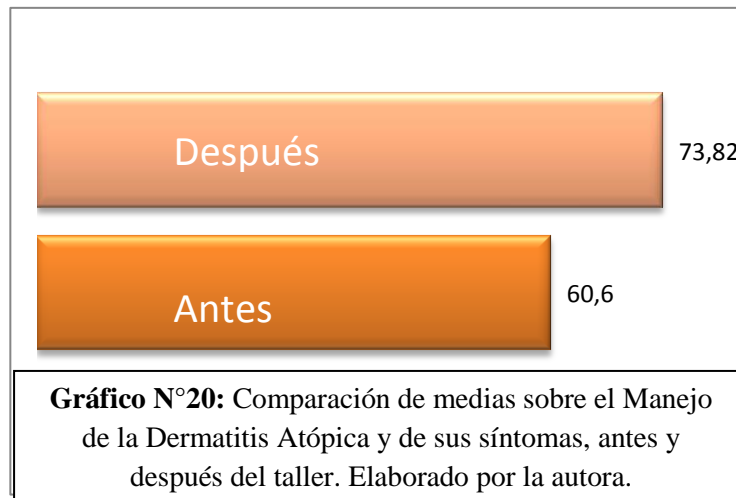 Después
73,82
Antes
60,6
Gráfico N°20: Comparación de medias sobre el Manejo
de la Dermatitis Atópica y de sus síntomas, antes y
después del taller. Elaborado por la autora.